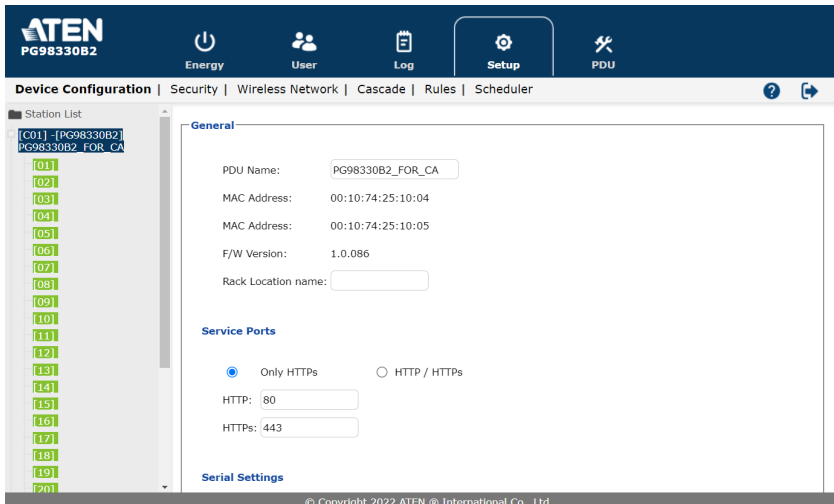 ATEN
PG98330B2
Energy
User
Log
Setup
PDU
Device Configuration | Security | Wireless Network | Cascade | Rules | Scheduler
?
Station List
[C01] -[PG98330B2]
PG98330B2_FOR_CA
[01]
[02]
[03]
[04]
[05]
[06]
[07]
[08]
[09]
[10]
[11]
[12]
[13]
[14]
[15]
[16]
[17]
[18]
[19]
[20]
General
PDU Name: PG98330B2_FOR_CA
MAC Address: 00:10:74:25:10:04
MAC Address: 00:10:74:25:10:05
F/W Version: 1.0.086
Rack Location name:
Service Ports
Only HTTPs HTTP / HTTPs
HTTP: 80
HTTPs: 443
Serial Settings
© Copyright 2022 ATEN ® International Co., Ltd.